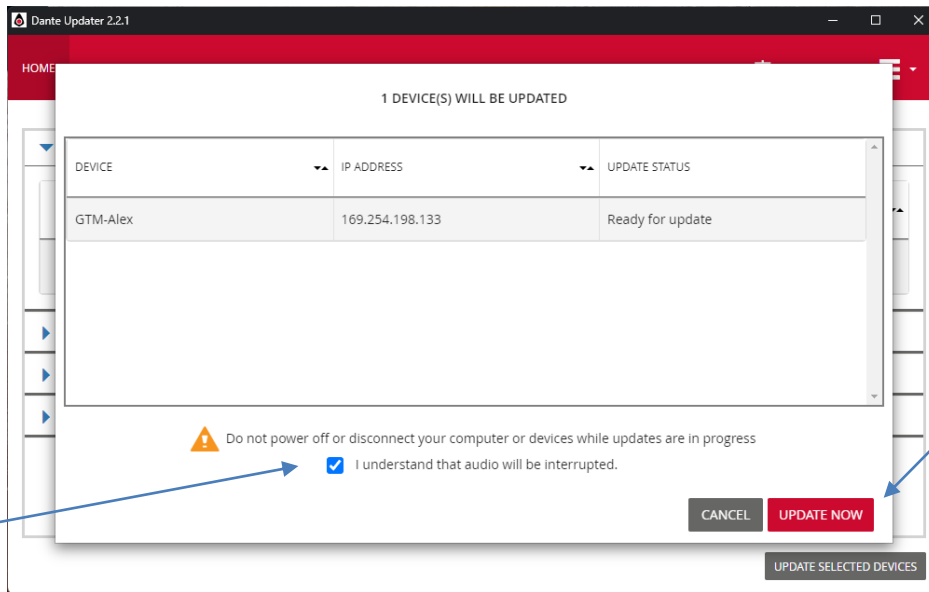 Dante Updater 2.2.1
HOME
1 DEVICE(S) WILL BE UPDATED
DEVICE IP ADDRESS UPDATE STATUS
GTM-Alex 169.254.198.133 Ready for update
Do not power off or disconnect your computer or devices while updates are in progress
I understand that audio will be interrupted.
CANCEL UPDATE NOW
UPDATE SELECTED DEVICES